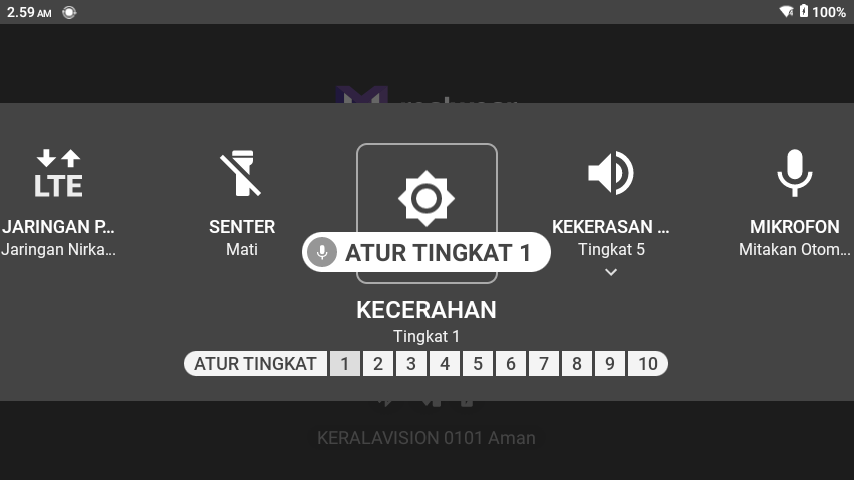 2.59 AM
100%
LTE
JARINGAN P...
Jaringan Nirka...
SENTER
Mati
ATUR TINGKAT 1
KEKERASAN ...
Tingkat 5
MIKROFON
Mitakan Otom...
KECERAHAN
Tingkat 1
ATUR TINGKAT 1 2 3 4 5 6 7 8 9 10
KERALAVISION 0101 Aman